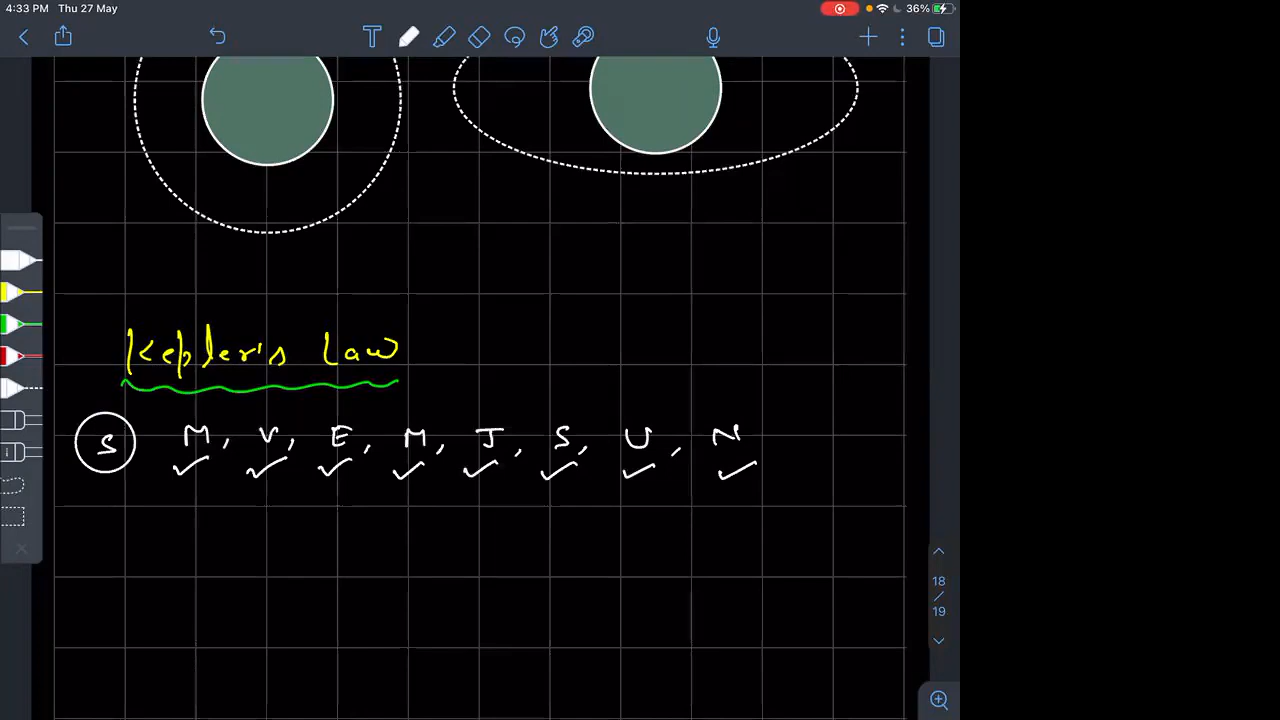 4:33 PM Thu 27 May
36%
T
Kepler's Law
S M, V, E, M, J, S, U, N
18
/
19